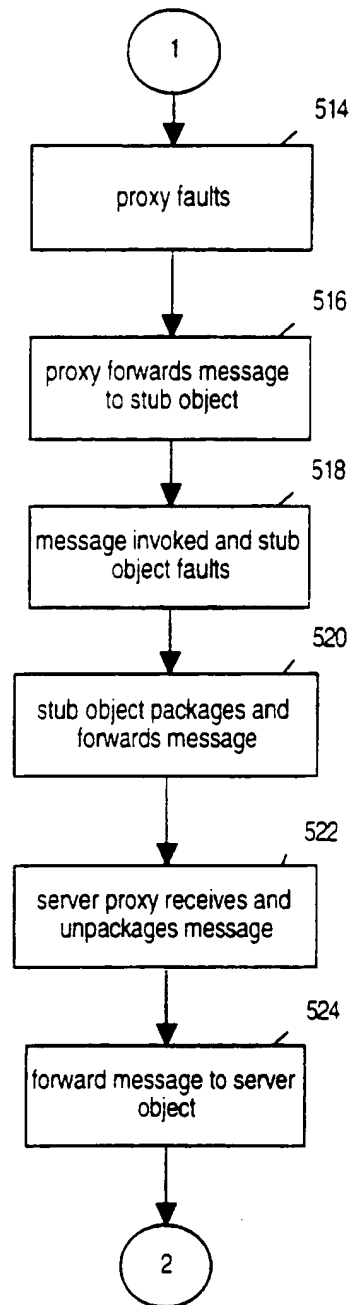 1
514
proxy faults
516
proxy forwards message
to stub object
518
message invoked and stub
object faults
520
stub object packages and
forwards message
522
server proxy receives and
unpackages message
524
forward message to server
object
2